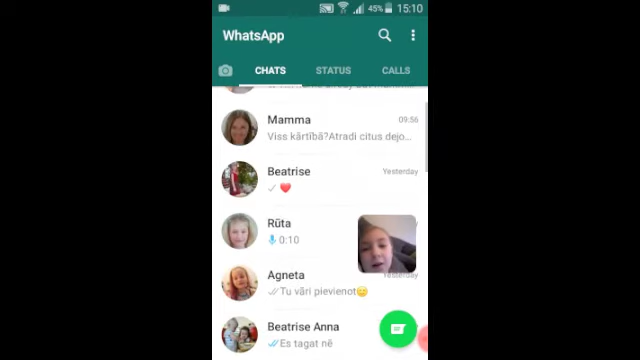 45% 15:10
WhatsApp
CHATS STATUS CALLS
Mamma 09:56
Viss kārtībā?Atradi citus dejo...
Beatrise Yesterday
❤
Rūta
0:10
Agneta Yesterday
Tu vāri pievienoti😊
Beatrise Anna
Es tagat nē